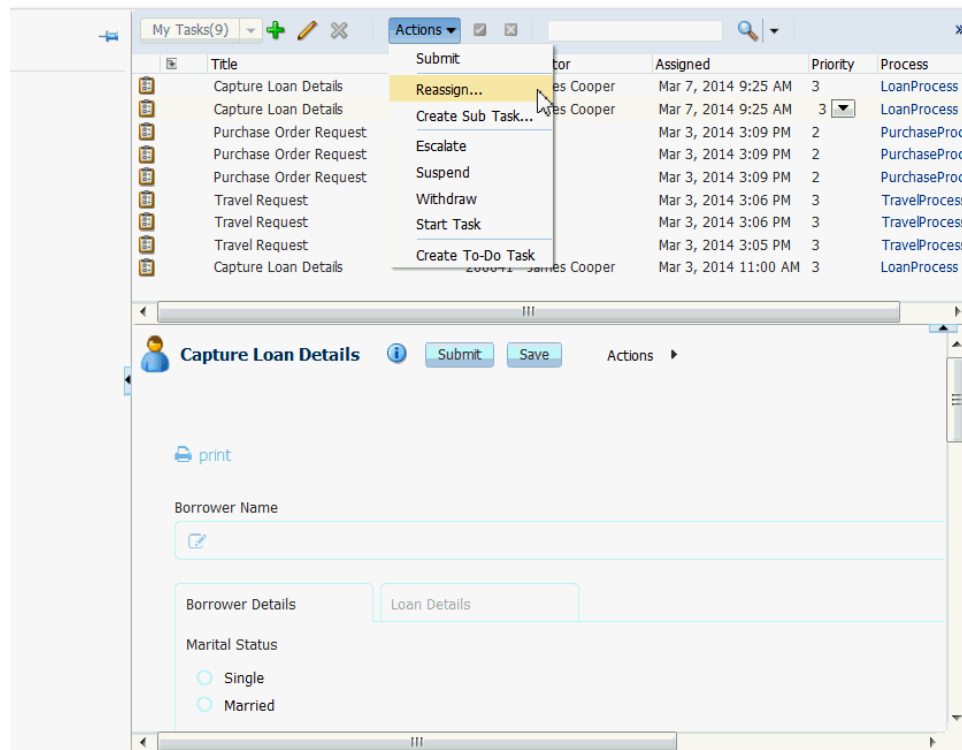 My Tasks(9) Actions
Title tor Assigned Priority Process
Submit
Capture Loan Details es Cooper Mar 7, 2014 9:25 AM 3 LoanProcess
Reassign...
Capture Loan Details es Cooper Mar 7, 2014 9:25 AM 3 LoanProcess
Create Sub Task...
Purchase Order Request Mar 3, 2014 3:09 PM 2 PurchaseProc
Escalate
Purchase Order Request Mar 3, 2014 3:09 PM 2 PurchaseProc
Suspend
Purchase Order Request Mar 3, 2014 3:09 PM 2 PurchaseProc
Withdraw
Travel Request Mar 3, 2014 3:06 PM 3 TravelProcess
Start Task
Travel Request Mar 3, 2014 3:06 PM 3 TravelProcess
Travel Request Mar 3, 2014 3:05 PM 3 TravelProcess
Create To-Do Task
Capture Loan Details 200041 James Cooper Mar 3, 2014 11:00 AM 3 LoanProcess
Capture Loan Details Submit Save Actions
print
Borrower Name
Borrower Details Loan Details
Marital Status
Single
Married